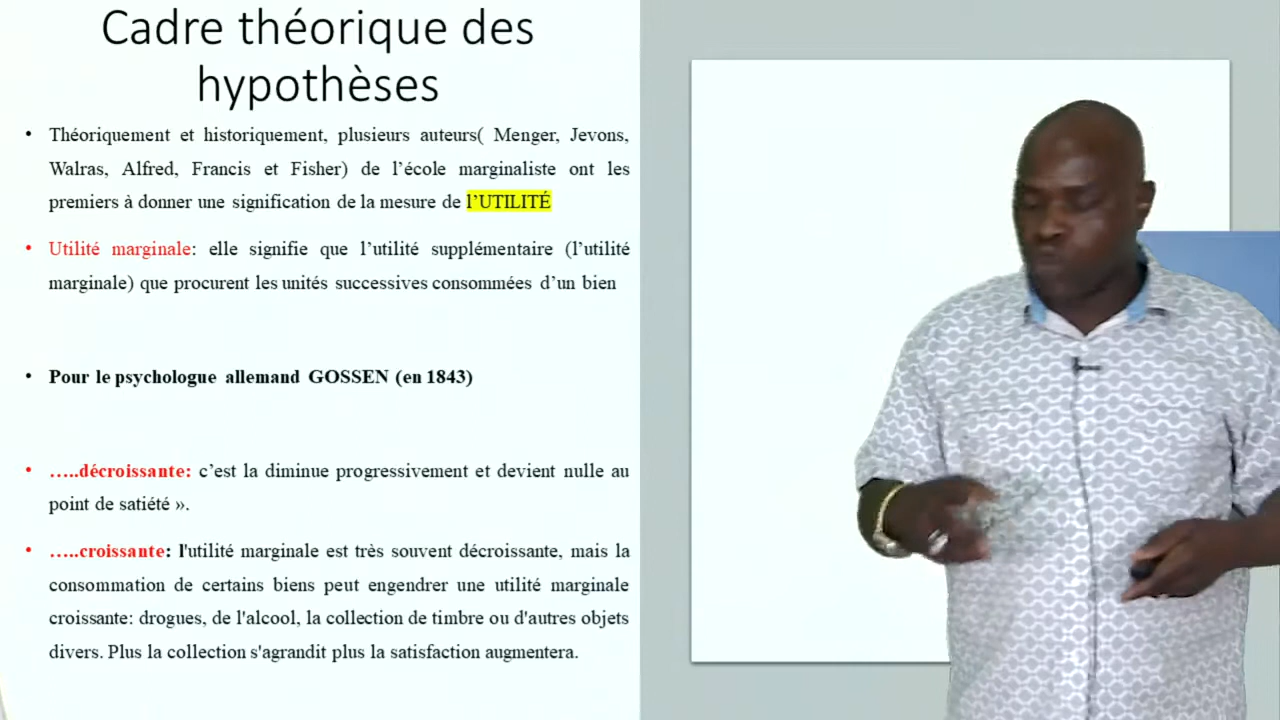 Cadre théorique des
hypothèses
• Théoriquement et historiquement, plusieurs auteurs( Menger, Jevons,
Walras, Alfred, Francis et Fisher) de l’école marginaliste ont les
premiers à donner une signification de la mesure de l’UTILITÉ
• Utilité marginale: elle signifie que l’utilité supplémentaire (l’utilité
marginale) que procurent les unités successives consommées d’un bien
• Pour le psychologue allemand GOSSEN (en 1843)
• …..décroissante: c’est la diminue progressivement et devient nulle au
point de satiété ».
• …..croissante: l'utilité marginale est très souvent décroissante, mais la
consommation de certains biens peut engendrer une utilité marginale
croissante: drogues, de l'alcool, la collection de timbre ou d'autres objets
divers. Plus la collection s'agrandit plus la satisfaction augmentera.